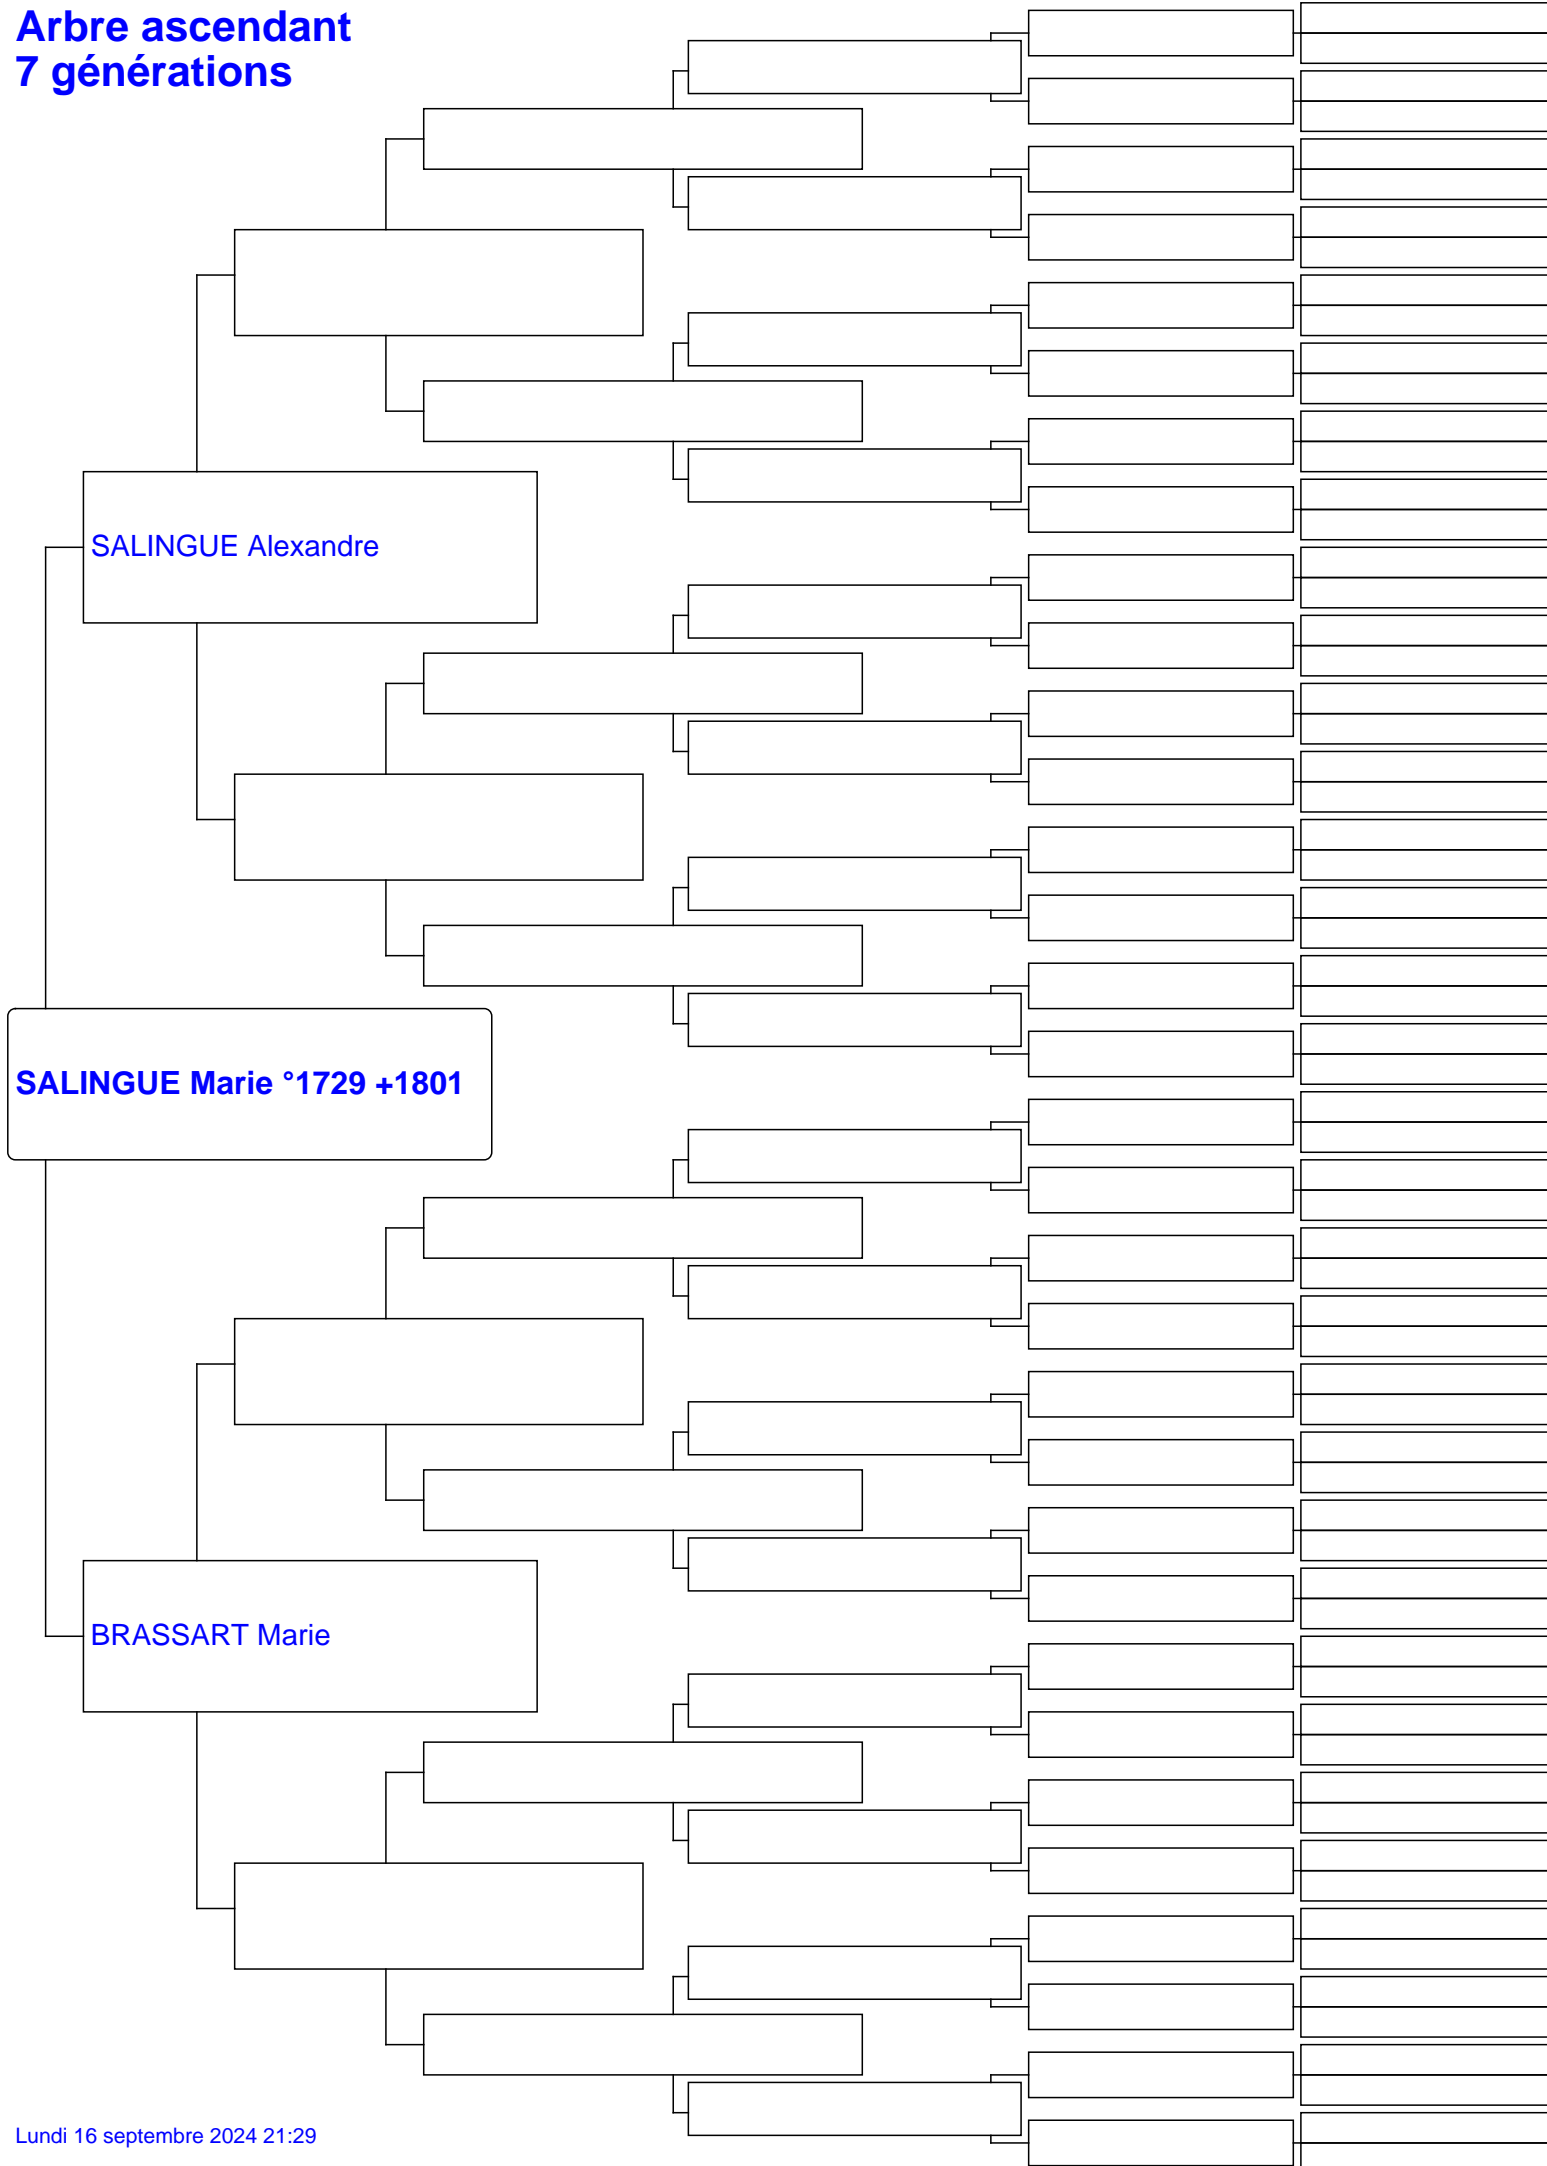 Arbre ascendant
7 générations
SALINGUE Alexandre
SALINGUE Marie °1729 +1801
BRASSART Marie
Lundi 16 septembre 2024 21:29